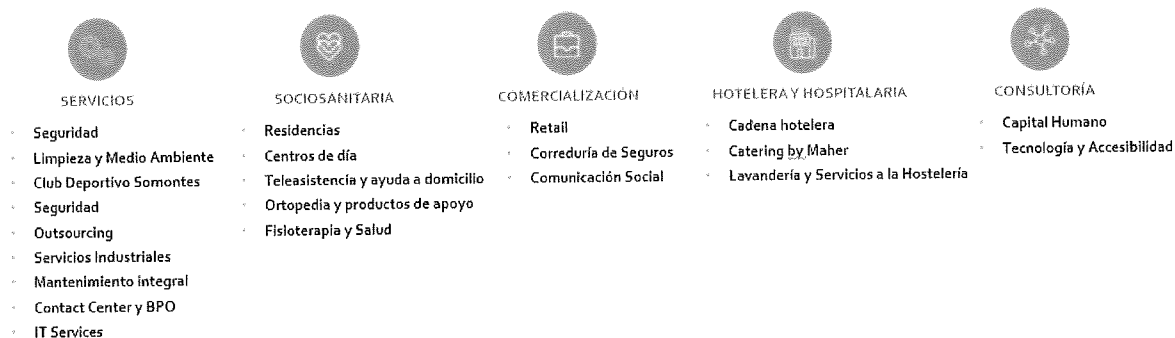 SERVICIOS
Seguridad
Limpieza y Medio Ambiente
Club Deportivo Somontes
Seguridad
Outsourcing
Servicios Industriales
Mantenimiento integral
Contact Center y BPO
IT Services
SOCIOSANITARIA
Residencias
Centros de día
Teleasistencia y ayuda a domicilio
Ortopedia y productos de apoyo
Fisioterapia y Salud
COMERCIALIZACIÓN
Retail
Correduría de Seguros
Comunicación Social
HOTELERA Y HOSPITALARIA
Cadena hotelera
Catering by Maher
Lavandería y Servicios a la Hostelería
CONSULTORÍA
Capital Humano
Tecnología y Accesibilidad